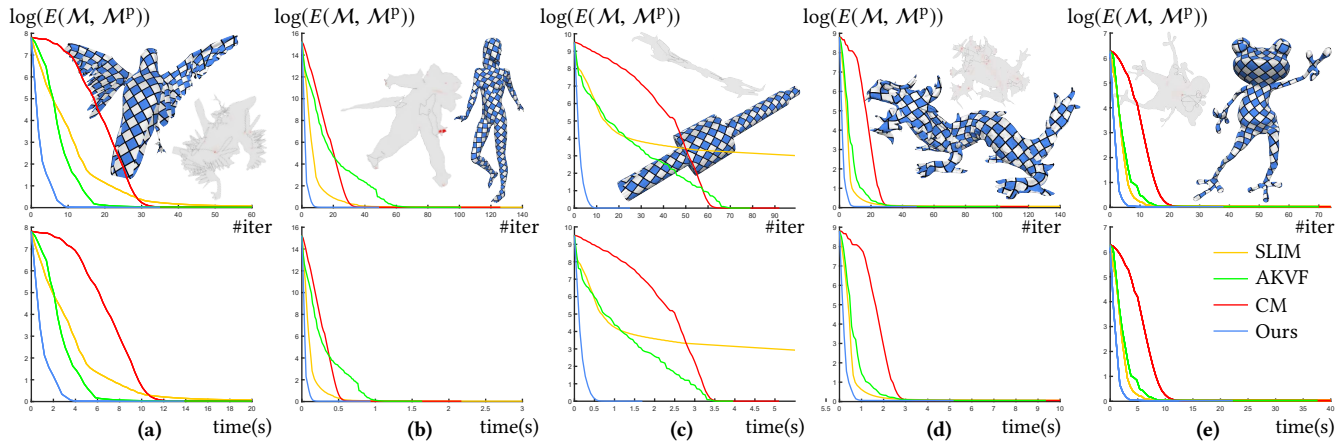 log(E(M, Mᵖ) log(E(M, Mᵖ) log(E(M, Mᵖ) log(E(M, Mᵖ) log(E(M, Mᵖ)
8 7 6 5 4 3 2 1 0
0 10 20 30 40 50 60
#iter
16 14 12 10 8 6 4 2 0
0 20 40 60 80 100 120 140
#iter
10 9 8 7 6 5 4 3 2 1 0
10 20 30 40 50 60 70 80 90
#iter
9 8 7 6 5 4 3 2 1 0
0 20 40 60 80 100 120 140
#iter
7 6 5 4 3 2 1 0
0 10 20 30 40 50 60 70
#iter
8 7 6 5 4 3 2 1 0
0 2 4 6 8 10 12 14 16 18 20
(a) time(s)
16 14 12 10 8 6 4 2 0
0 0.5 1 1.5 2 2.5 3
(b) time(s)
10 9 8 7 6 5 4 3 2 1 0
0 0.5 1 1.5 2 2.5 3 3.5 4 4.5 5 5.5
(c) time(s)
9 8 7 6 5 4 3 2 1 0
0 1 2 3 4 5 6 7 8 9 10
(d) time(s)
7 6 5 4 3 2 1 0
0 5 10 15 20 25 30 35 40
(e) time(s)
SLIM
AKVF
CM
Ours